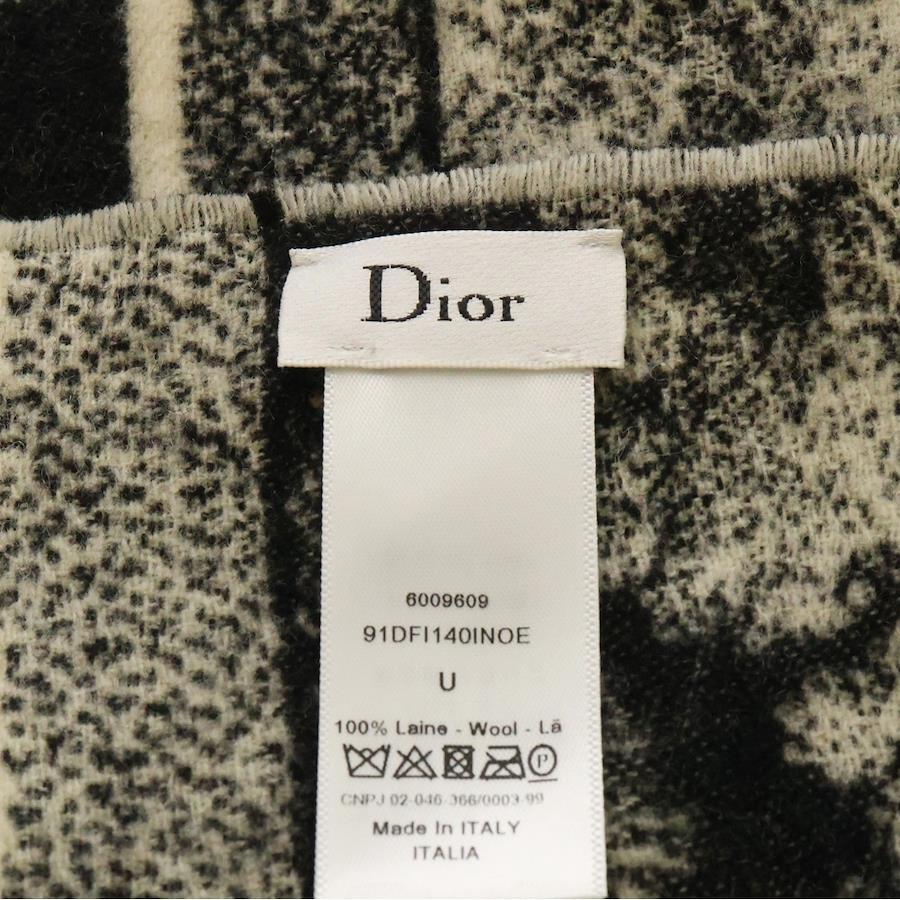 Dior
6009609
91DFI140INOE
U
100% Laine - Wool - Lã
P
CNPJ 02-046-366/0003-99
Made In ITALY
ITALIA